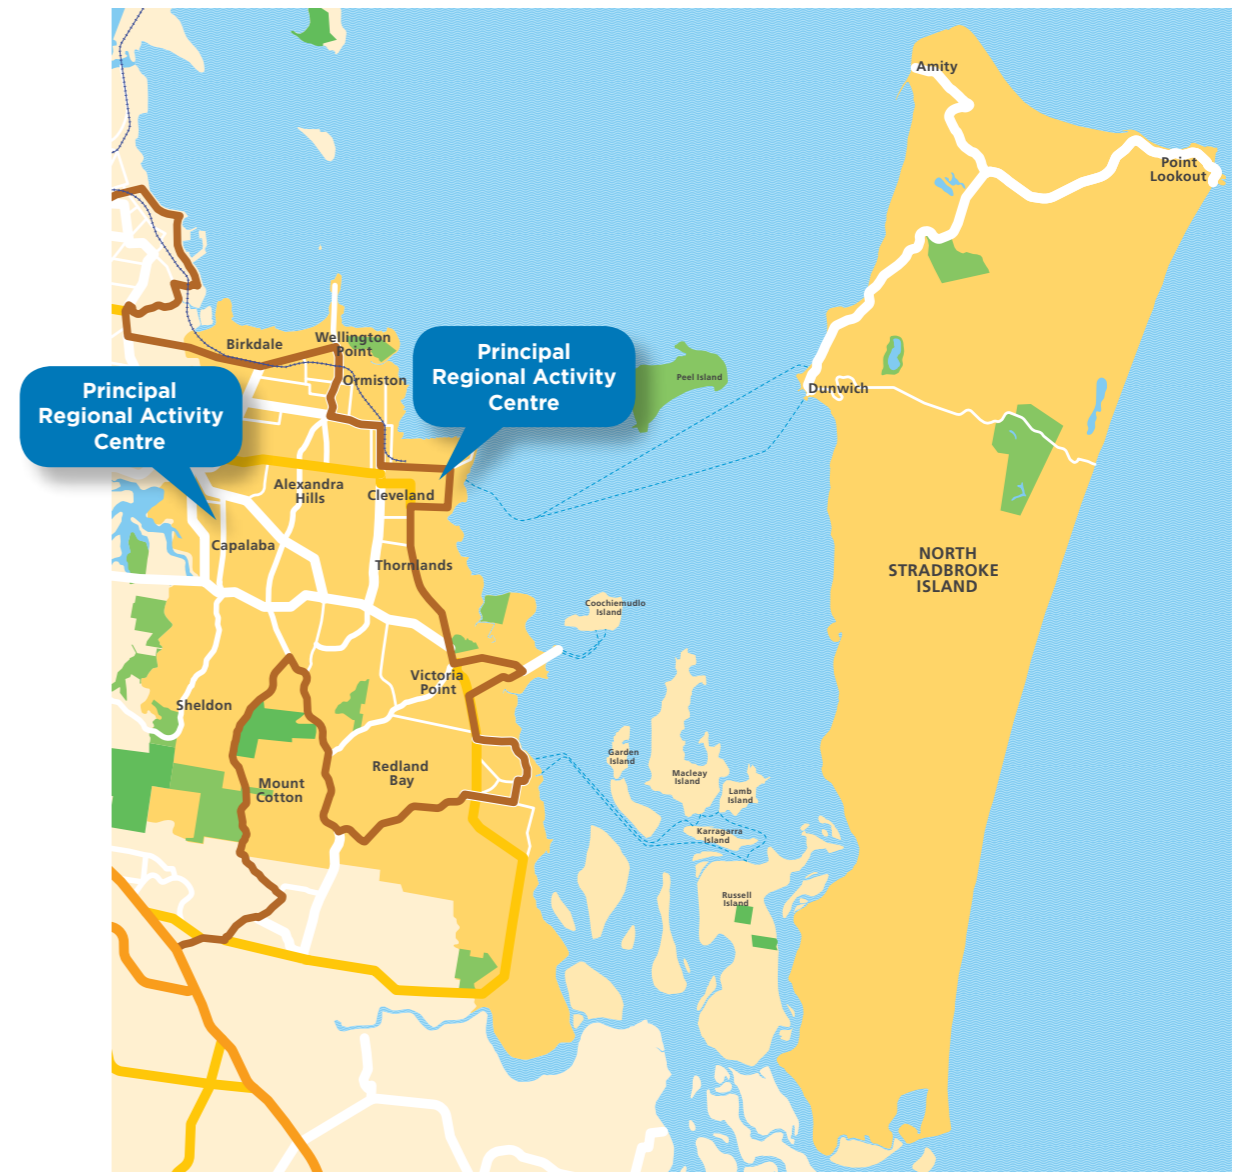 Amity
Point
Lookout
Birkdale
Wellington
Point
Principal
Regional Activity
Centre
Ormiston
Peel Island
Principal
Regional Activity
Centre
Dunwich
Alexandra
Hills
Cleveland
Capalaba
Thornlands
NORTH
STRADBROKE
ISLAND
Coochiemudlo
Island
Victoria
Point
Sheldon
Garden
Island
Macleay
Island
Redland
Bay
Mount
Cotton
Lamb
Island
Karragarra
Island
Russell
Island